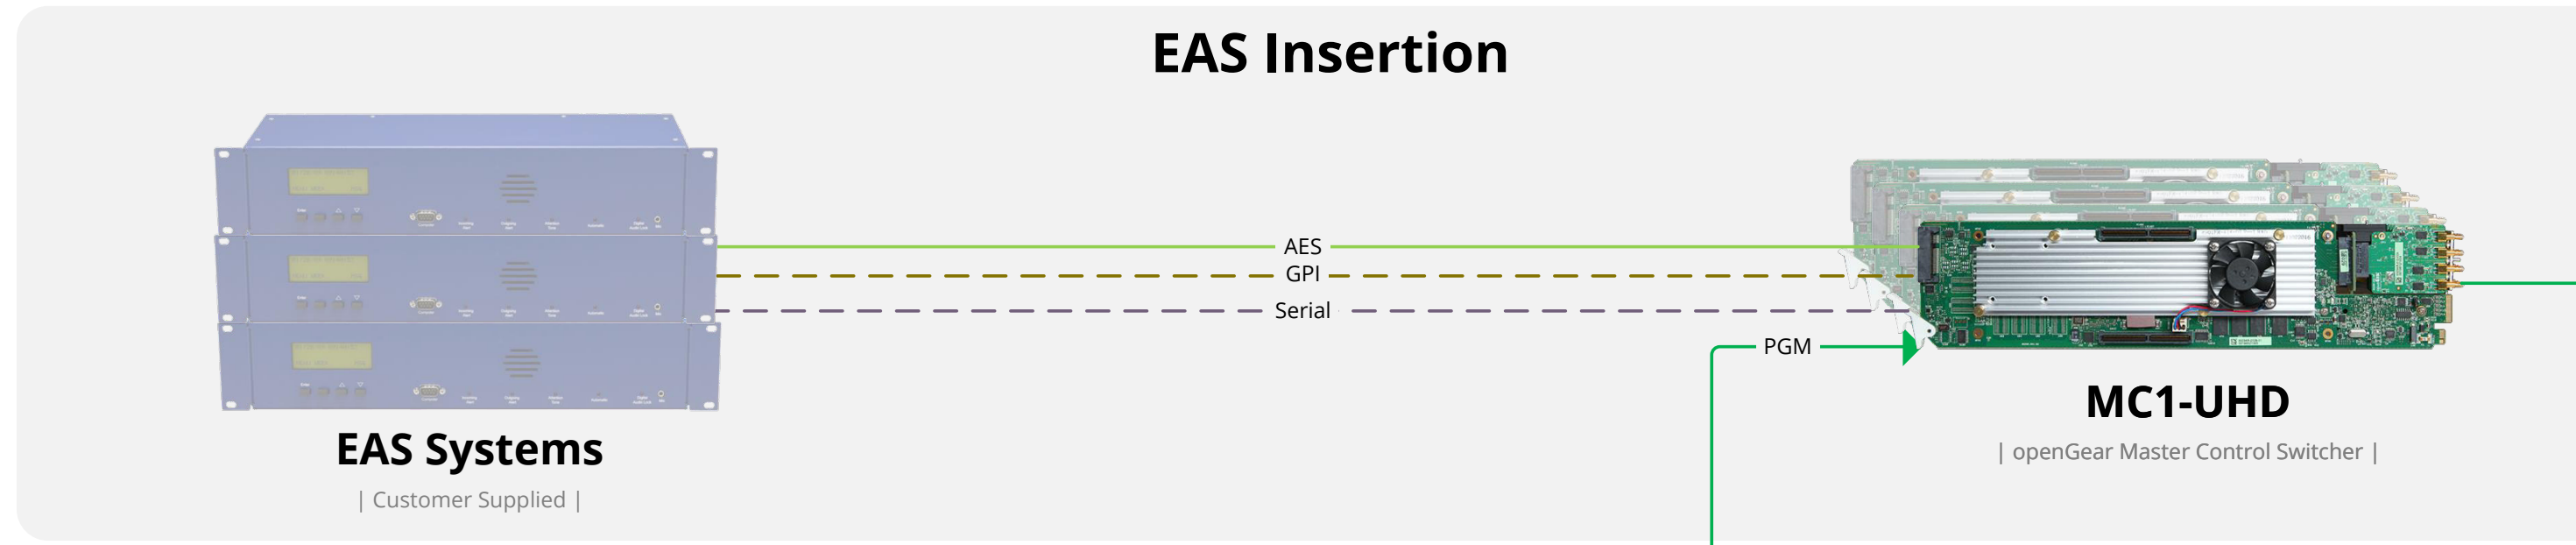 EAS Insertion
AES
GPI
Serial
PGM
EAS Systems
| Customer Supplied |
MC1-UHD
| openGear Master Control Switcher |